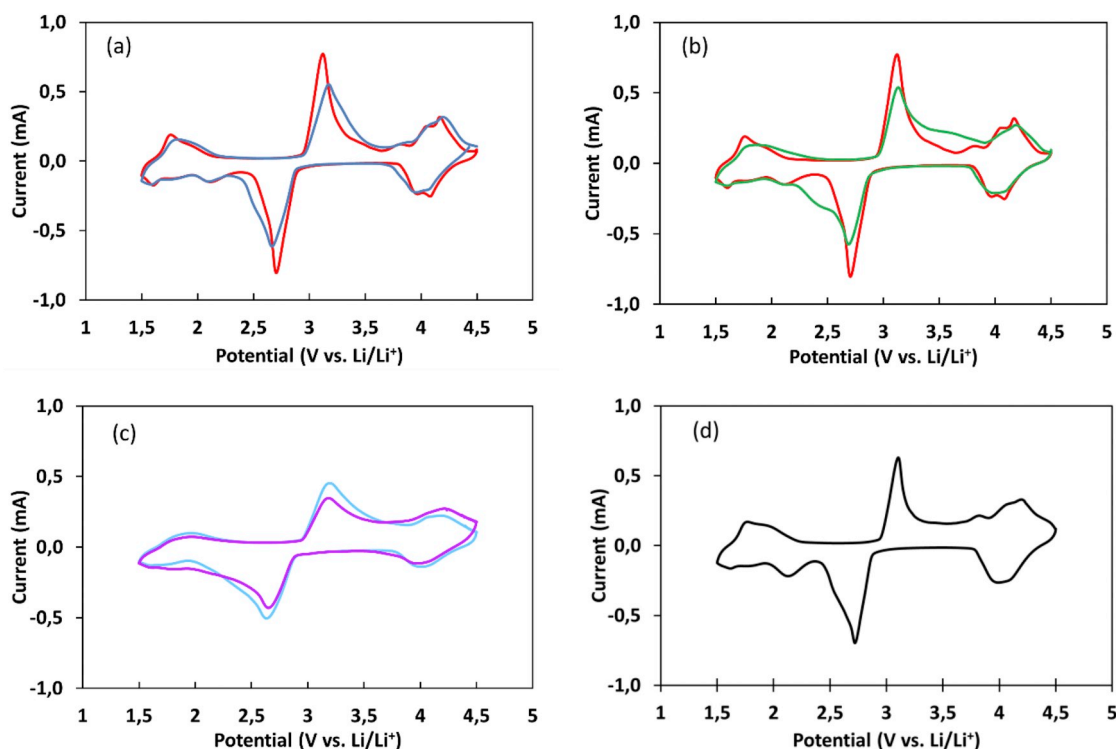 (a)
1,0
0,5
0,0
-0,5
-1,0
Current (mA)
1 1,5 2 2,5 3 3,5 4 4,5 5
Potential (V vs. Li/Li⁺)
(b)
1,0
0,5
0,0
-0,5
-1,0
Current (mA)
1 1,5 2 2,5 3 3,5 4 4,5 5
Potential (V vs. Li/Li⁺)
(c)
1,0
0,5
0,0
-0,5
-1,0
Current (mA)
1 1,5 2 2,5 3 3,5 4 4,5 5
Potential (V vs. Li/Li⁺)
(d)
1,0
0,5
0,0
-0,5
-1,0
Current (mA)
1 1,5 2 2,5 3 3,5 4 4,5 5
Potential (V vs. Li/Li⁺)